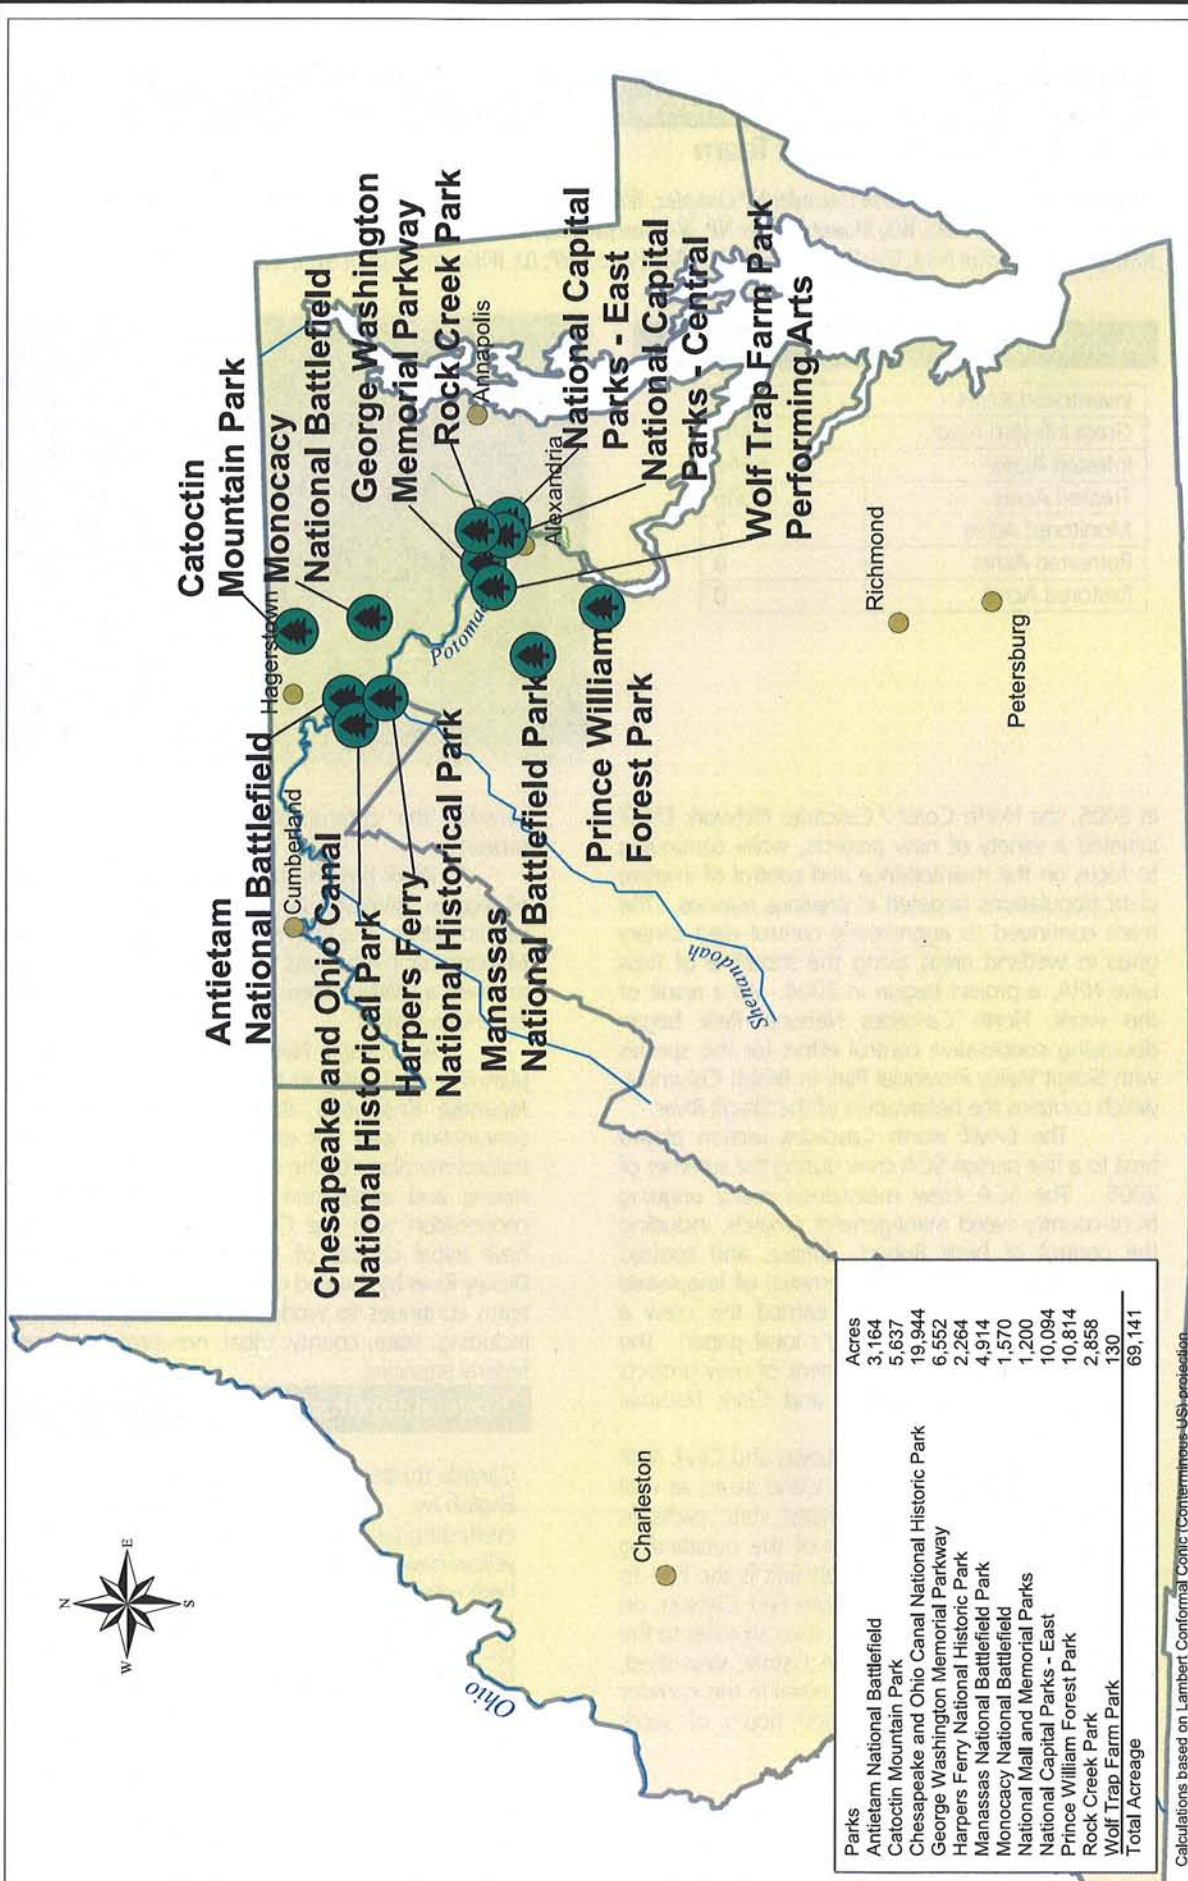 N
W
E
S
Catoctin
Mountain Park
Monocacy
National Battlefield
Hagerstown
Antietam
National Battlefield
Cumberland
George Washington
Memorial Parkway
Rock Creek Park
Annapolis
Chesapeake and Ohio Canal
National Historical Park
Harpers Ferry
National Historical Park
Potomac
Alexandria
National Capital
Parks - East
National Capital
Parks - Central
Manassas
National Battlefield Park
Prince William
Forest Park
Wolf Trap Farm Park
Performing Arts
Shenandoah
Ohio
Charleston
Richmond
Petersburg
Parks Acres
Antietam National Battlefield 3,164
Catoctin Mountain Park 5,637
Chesapeake and Ohio Canal National Historic Park 19,944
George Washington Memorial Parkway 6,552
Harpers Ferry National Historic Park 2,264
Manassas National Battlefield Park 4,914
Monocacy National Battlefield 1,570
National Mall and Memorial Parks 1,200
National Capital Parks - East 10,094
Prince William Forest Park 10,814
Rock Creek Park 2,858
Wolf Trap Farm Park 130
Total Acreage 69,141
Calculations based on Lambert Conformal Conic (Conterminous US) projection